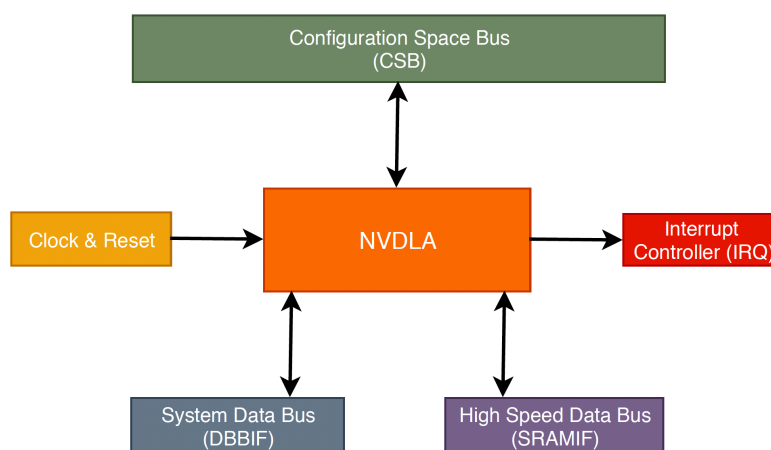 Configuration Space Bus
(CSB)
Clock & Reset
NVDLA
Interrupt
Controller (IRQ)
System Data Bus
(DBBIF)
High Speed Data Bus
(SRAMIF)